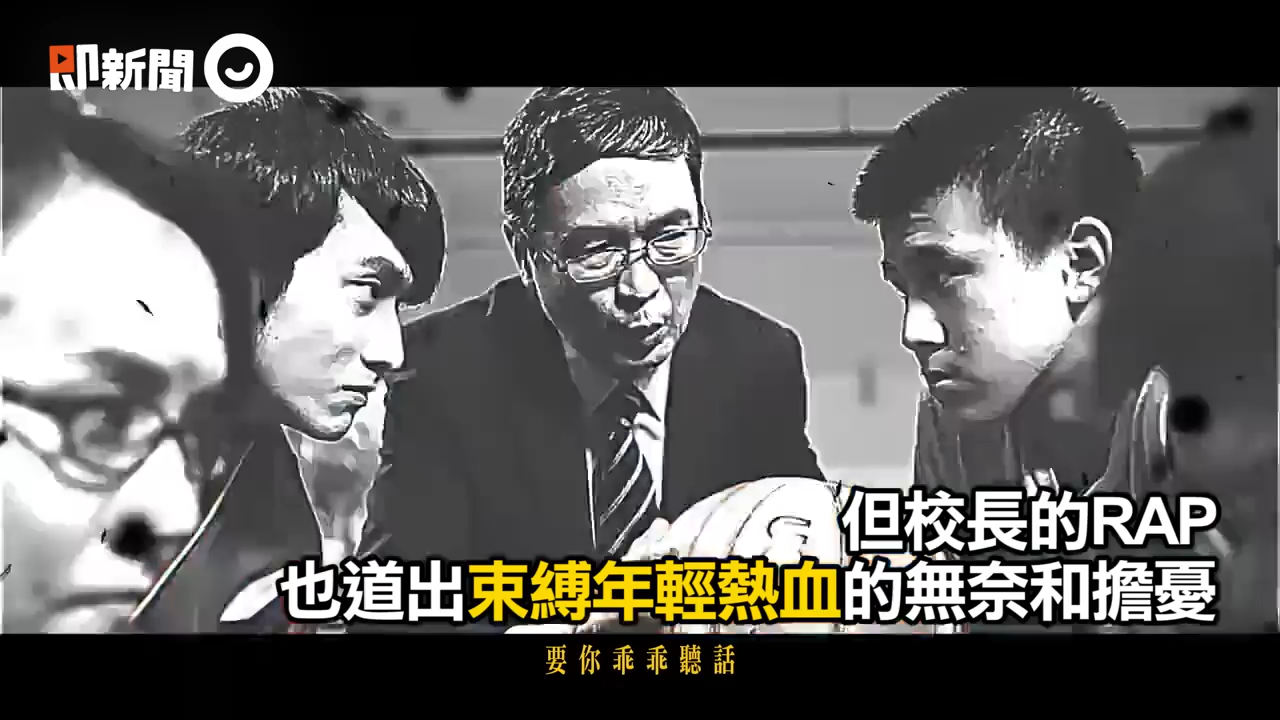 即新聞
但校長的RAP
也道出束縛年輕熱血的無奈和擔憂
要你乖乖聽話